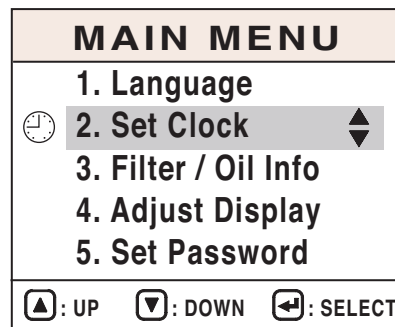 MAIN MENU
1. Language
2. Set Clock
3. Filter / Oil Info
4. Adjust Display
5. Set Password
: UP : DOWN : SELECT